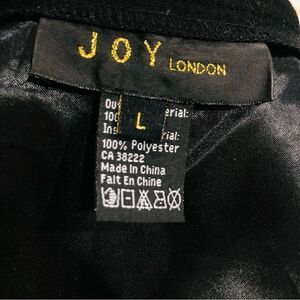 JOY LONDON
L
100% Polyester
CA 38222
Made in China
Fait En Chine